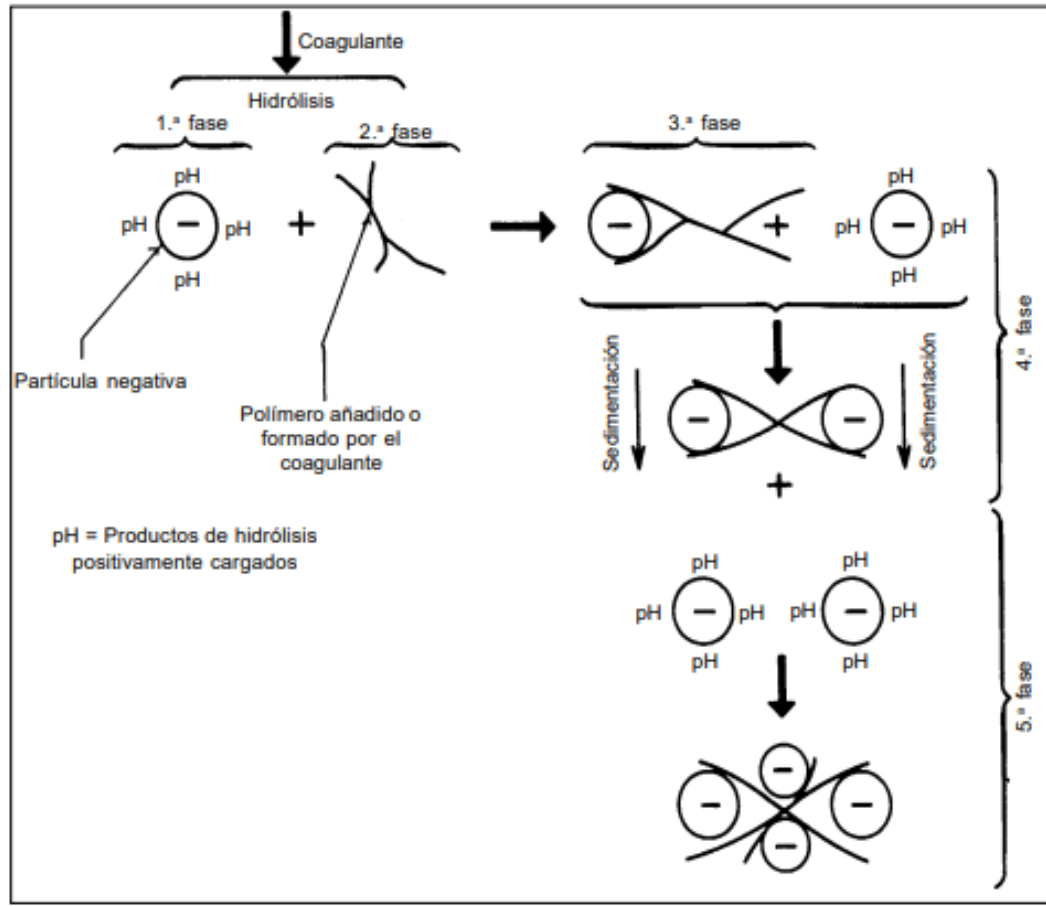 Coagulante
Hidrólisis
1.ª fase
2.ª fase
3.ª fase
pH
pH
pH
pH
–
+
+
–
pH
pH
pH
pH
–
4.ª fase
Partícula negativa
Polímero añadido o
formado por el
coagulante
Sedimentación
–
–
Sedimentación
+
pH = Productos de hidrólisis
positivamente cargados
pH
pH
–
pH
pH
pH
pH
–
pH
pH
5.ª fase
–
–
–
–